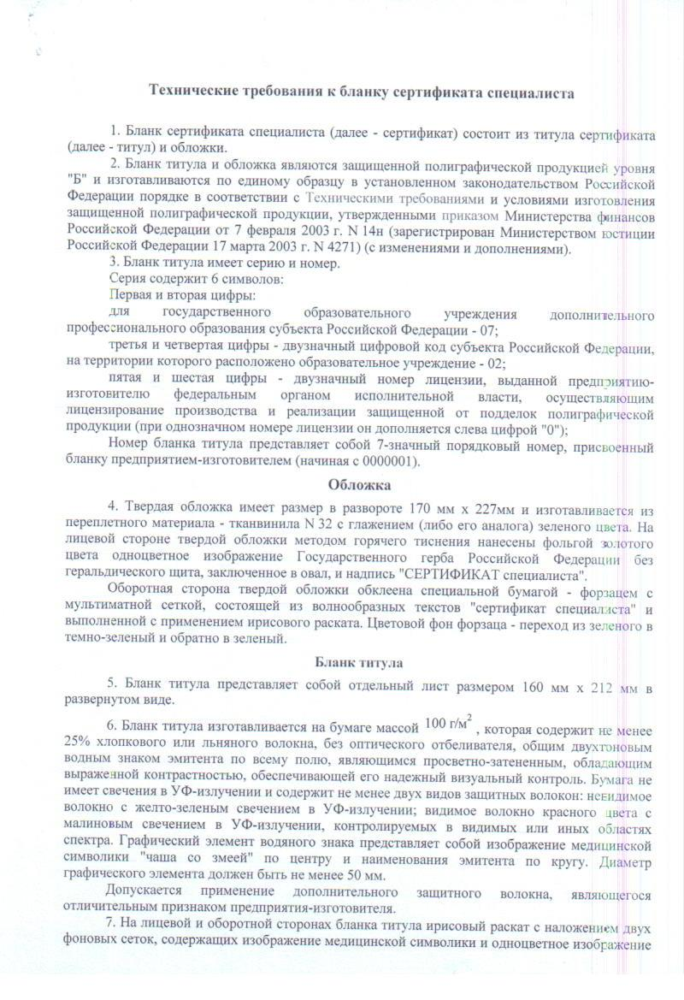 Технические требования к бланку сертификата специалиста
1. Бланк сертификата специалиста (далее - сертификат) состоит из титула сертификата
(далее - титул) и обложки.
2. Бланк титула и обложка являются защищенной полиграфической продукцией уровня
"Б" и изготавливаются по единому образцу в установленном законодательством Российской
Федерации порядке в соответствии с Техническими требованиями и условиями изготовления
защищенной полиграфической продукции, утвержденными приказом Министерства финансов
Российской Федерации от 7 февраля 2003 г. N 14н (зарегистрирован Министерством юстиции
Российской Федерации 17 марта 2003 г. N 4271) (с изменениями и дополнениями).
3. Бланк титула имеет серию и номер.
Серия содержит 6 символов:
Первая и вторая цифры:
для государственного образовательного учреждения дополнительного
профессионального образования субъекта Российской Федерации - 07;
третья и четвертая цифры - двузначный цифровой код субъекта Российской Федерации,
на территории которого расположено образовательное учреждение - 02;
пятая и шестая цифры - двузначный номер лицензии, выданной предприятию-
изготовителю федеральным органом исполнительной власти, осуществляющим
лицензирование производства и реализации защищенной от подделок полиграфической
продукции (при однозначном номере лицензии он дополняется слева цифрой "0");
Номер бланка титула представляет собой 7-значный порядковый номер, присвоенный
бланку предприятием-изготовителем (начиная с 0000001).
Обложка
4. Твердая обложка имеет размер в развороте 170 мм х 227мм и изготавливается из
переплетного материала - тканвинила N 32 с глажением (либо его аналога) зеленого цвета. На
лицевой стороне твердой обложки методом горячего тиснения нанесены фольгой золотого
цвета одноцветное изображение Государственного герба Российской Федерации без
геральдического щита, заключенное в овал, и надпись "СЕРТИФИКАТ специалиста".
Оборотная сторона твердой обложки обклеена специальной бумагой - форзацем с
мультиматной сеткой, состоящей из волнообразных текстов "сертификат специалиста" и
выполненной с применением ирисового раската. Цветовой фон форзаца - переход из зеленого в
темно-зеленый и обратно в зеленый.
Бланк титула
5. Бланк титула представляет собой отдельный лист размером 160 мм х 212 мм в
развернутом виде.
6. Бланк титула изготавливается на бумаге массой 100 г/м², которая содержит не менее
25% хлопкового или льняного волокна, без оптического отбеливателя, общим двухтоновым
водным знаком эмитента по всему полю, являющимся просветно-затененным, обладающим
выраженной контрастностью, обеспечивающей его надежный визуальный контроль. Бумага не
имеет свечения в УФ-излучении и содержит не менее двух видов защитных волокон: невидимое
волокно с желто-зеленым свечением в УФ-излучении; видимое волокно красного цвета с
малиновым свечением в УФ-излучении, контролируемых в видимых или иных областях
спектра. Графический элемент водяного знака представляет собой изображение медицинской
символики "чаша со змеей" по центру и наименования эмитента по кругу. Диаметр
графического элемента должен быть не менее 50 мм.
Допускается применение дополнительного защитного волокна, являющегося
отличительным признаком предприятия-изготовителя.
7. На лицевой и оборотной сторонах бланка титула ирисовый раскат с наложением двух
фоновых сеток, содержащих изображение медицинской символики и одноцветное изображение